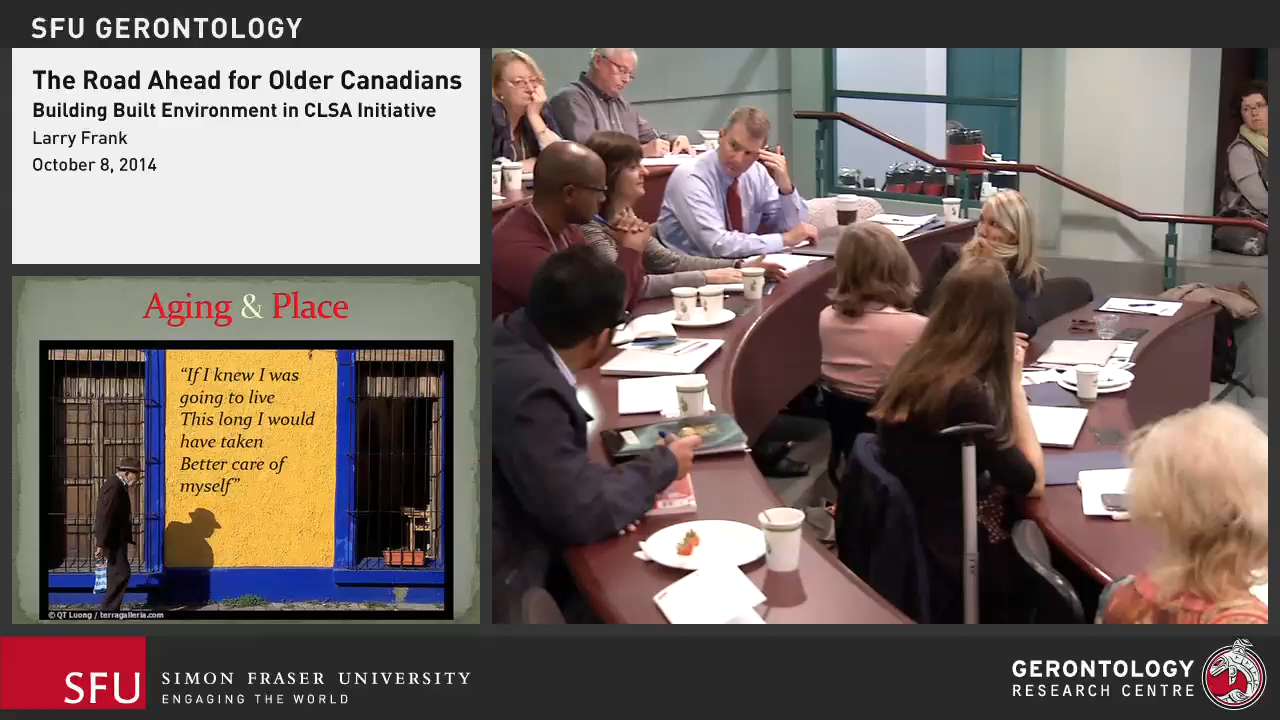 SFU GERONTOLOGY
The Road Ahead for Older Canadians
Building Built Environment in CLSA Initiative
Larry Frank
October 8, 2014
Aging & Place
“If I knew I was
going to live
This long I would
have taken
Better care of
myself”
© QT Luong / terragalleria.com
SFU
SIMON FRASER UNIVERSITY
ENGAGING THE WORLD
GERONTOLOGY
RESEARCH CENTRE